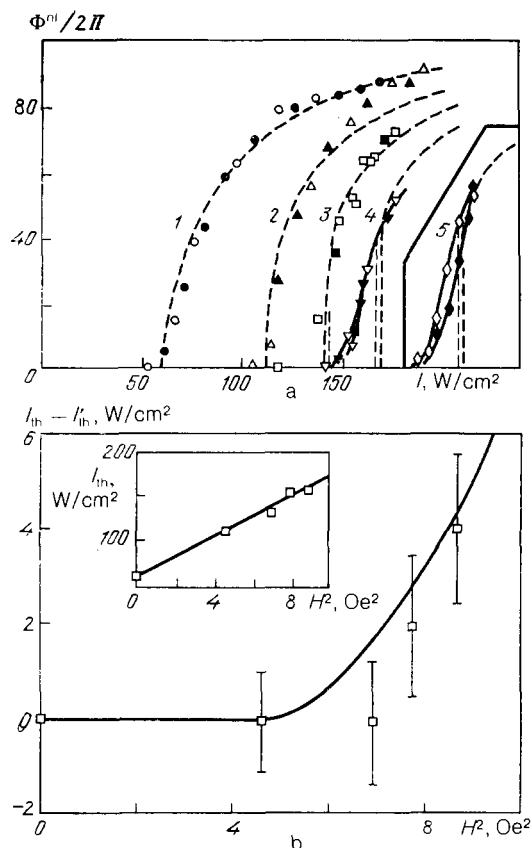 Φⁿˡ/2Π
80
40
0
1
2
3
4
5
50
100
150
I, W/cm²
a
I_th – I'_th, W/cm²
6
4
2
0
-2
200
I_th,
W/cm²
100
0
4
8
H², Oe²
0
4
8
H², Oe²
b